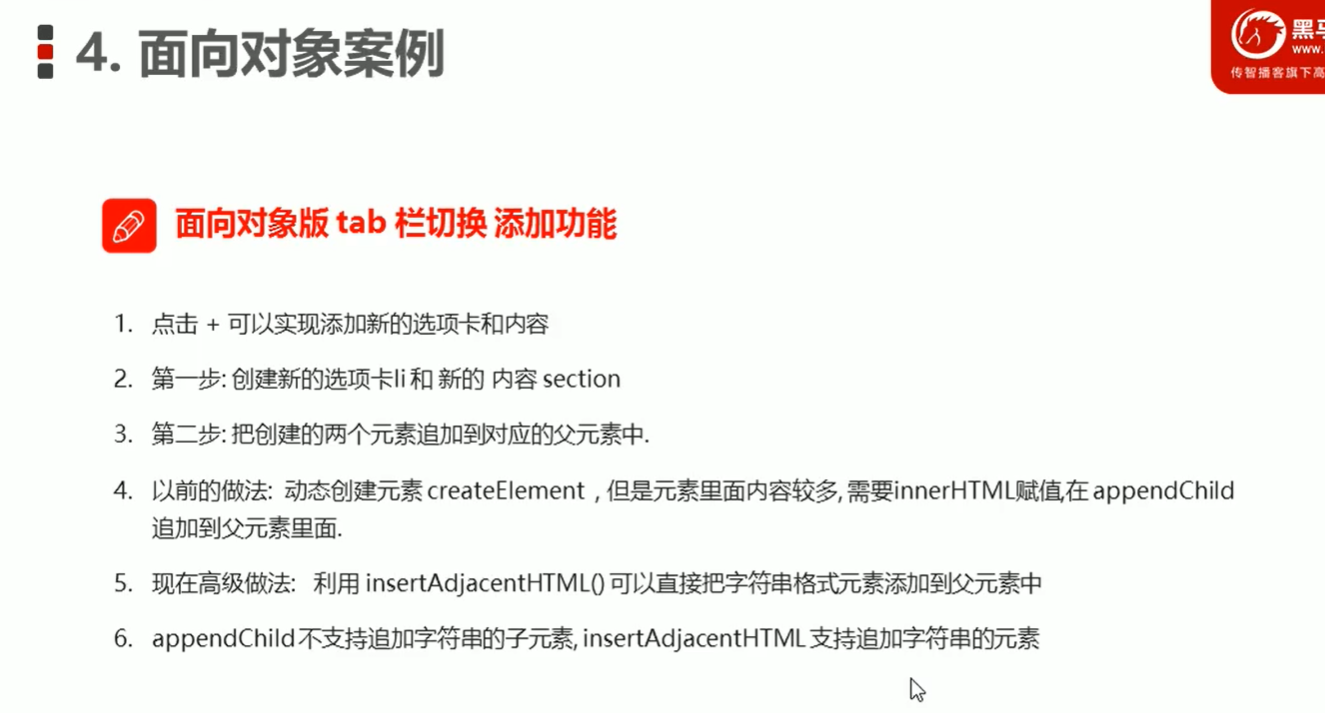 4. 面向对象案例
黑马
www.
传智播客旗下高
面向对象版 tab 栏切换 添加功能
1. 点击 + 可以实现添加新的选项卡和内容
2. 第一步: 创建新的选项卡li 和 新的 内容 section
3. 第二步: 把创建的两个元素追加到对应的父元素中.
4. 以前的做法: 动态创建元素 createElement , 但是元素里面内容较多, 需要innerHTML赋值,在 appendChild
追加到父元素里面.
5. 现在高级做法: 利用 insertAdjacentHTML() 可以直接把字符串格式元素添加到父元素中
6. appendChild 不支持追加字符串的子元素, insertAdjacentHTML 支持追加字符串的元素